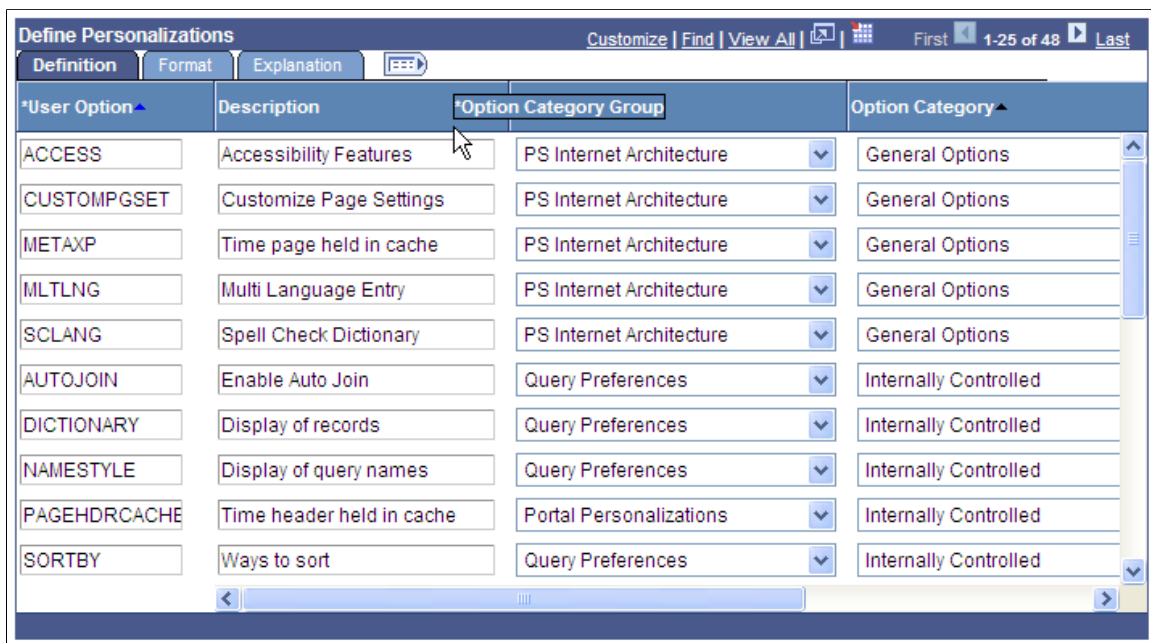 Define Personalizations Customize | Find | View All | | First 1-25 of 48 Last
Definition Format Explanation
*User Option Description *Option Category Group Option Category
ACCESS Accessibility Features PS Internet Architecture General Options
CUSTOMPGSET Customize Page Settings PS Internet Architecture General Options
METAXP Time page held in cache PS Internet Architecture General Options
MLTLNG Multi Language Entry PS Internet Architecture General Options
SCLANG Spell Check Dictionary PS Internet Architecture General Options
AUTOJOIN Enable Auto Join Query Preferences Internally Controlled
DICTIONARY Display of records Query Preferences Internally Controlled
NAMESTYLE Display of query names Query Preferences Internally Controlled
PAGEHDRCACHE Time header held in cache Portal Personalizations Internally Controlled
SORTBY Ways to sort Query Preferences Internally Controlled